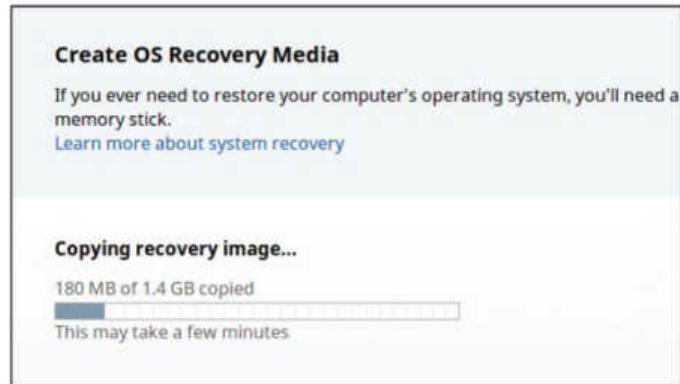 Create OS Recovery Media
If you ever need to restore your computer's operating system, you'll need a
memory stick.
Learn more about system recovery
Copying recovery image...
180 MB of 1.4 GB copied
This may take a few minutes